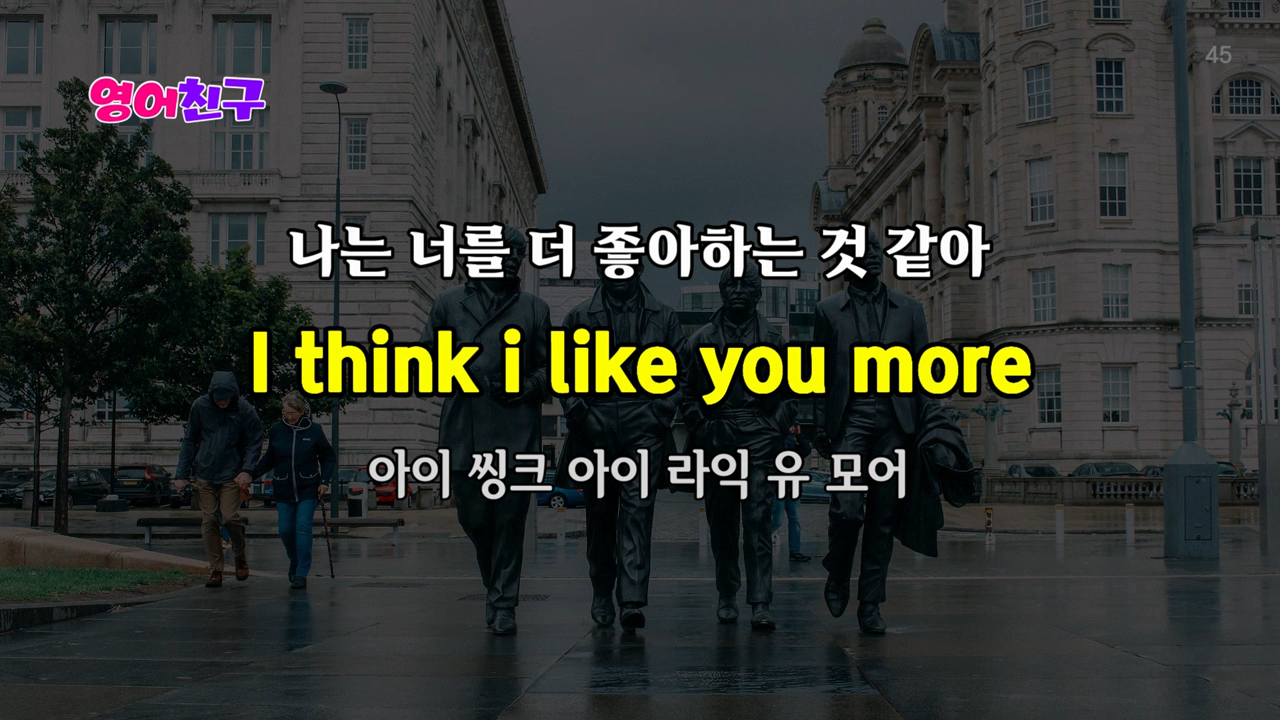 영어친구
45
나는 너를 더 좋아하는 것 같아
I think i like you more
아이 씽크 아이 라익 유 모어